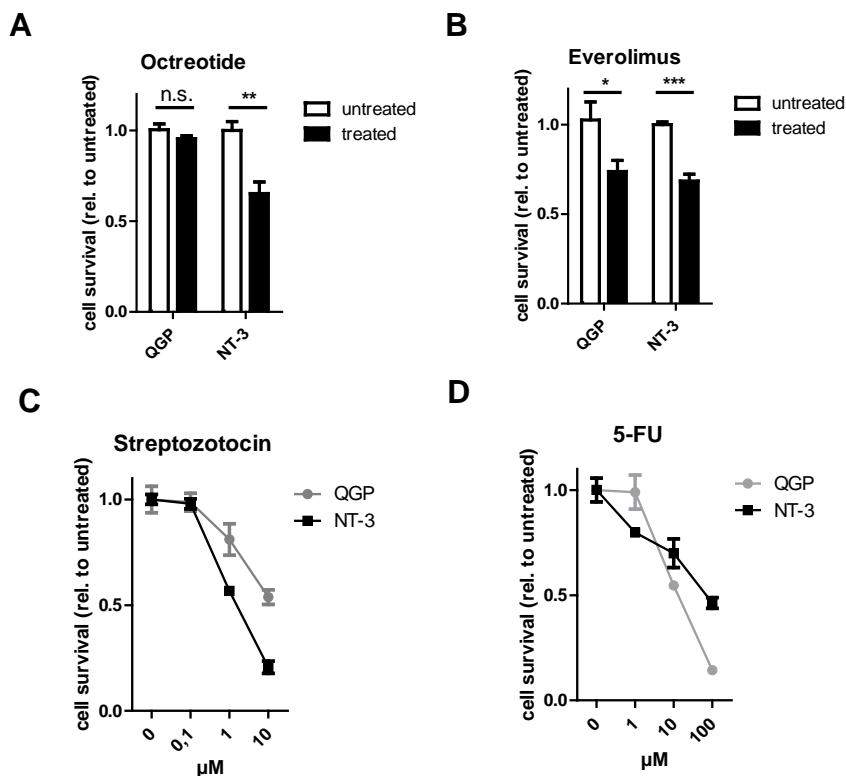 A
Octreotide
n.s.
**
untreated
treated
cell survival (rel. to untreated)
1.0
0.5
0.0
QGP
NT-3
B
Everolimus
*
***
untreated
treated
cell survival (rel. to untreated)
1.0
0.5
0.0
QGP
NT-3
C
Streptozotocin
QGP
NT-3
cell survival (rel. to untreated)
1.0
0.5
0.0
0
0,1
1
10
µM
D
5-FU
QGP
NT-3
cell survival (rel. to untreated)
1.0
0.5
0.0
0
1
10
100
µM